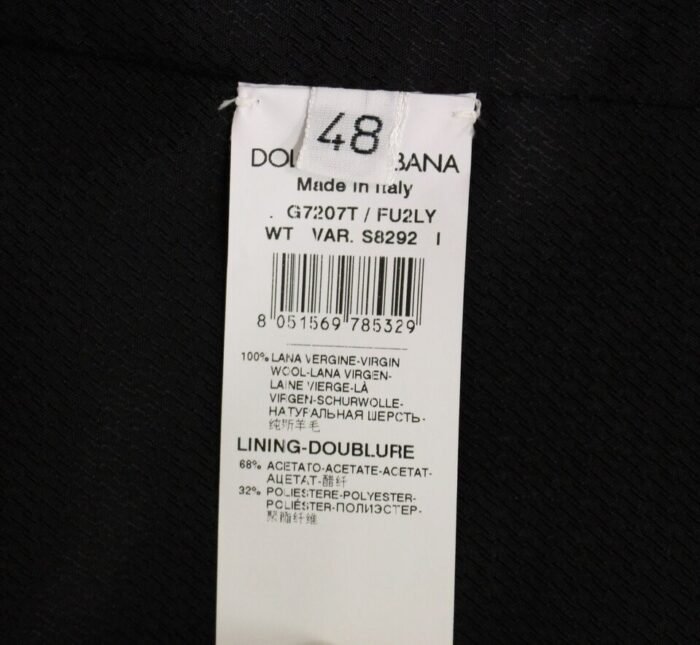 48
DOL BANA
Made in Italy
. G7207T / FU2LY
WT VAR. S8292 I
8 051569 785329
100% LANA VERGINE-VIRGIN
WOOL-LANA VIRGEN-
LAINE VIERGE-LÀ
VIRGEN-SCHURWOLLE-
НАТУРАЛЬНАЯ ШЕРСТЬ-
纯新羊毛
LINING-DOUBLURE
68% ACETATO-ACETATE-ACETAT-
АЦЕТАТ-醋纤
32% POLIESTERE-POLYESTER-
POLIÉSTER-ПОЛИЭСТЕР-
聚酯纤维